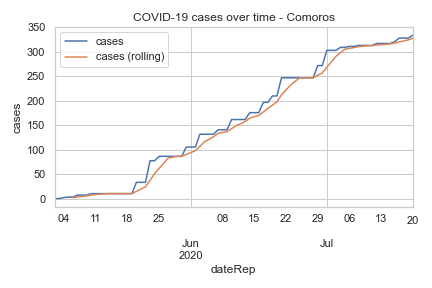 COVID-19 cases over time - Comoros
cases
cases (rolling)
350
300
250
200
150
100
50
0
cases
04 11 18 25 08 15 22 29 06 13 20
Jun Jul
2020
dateRep